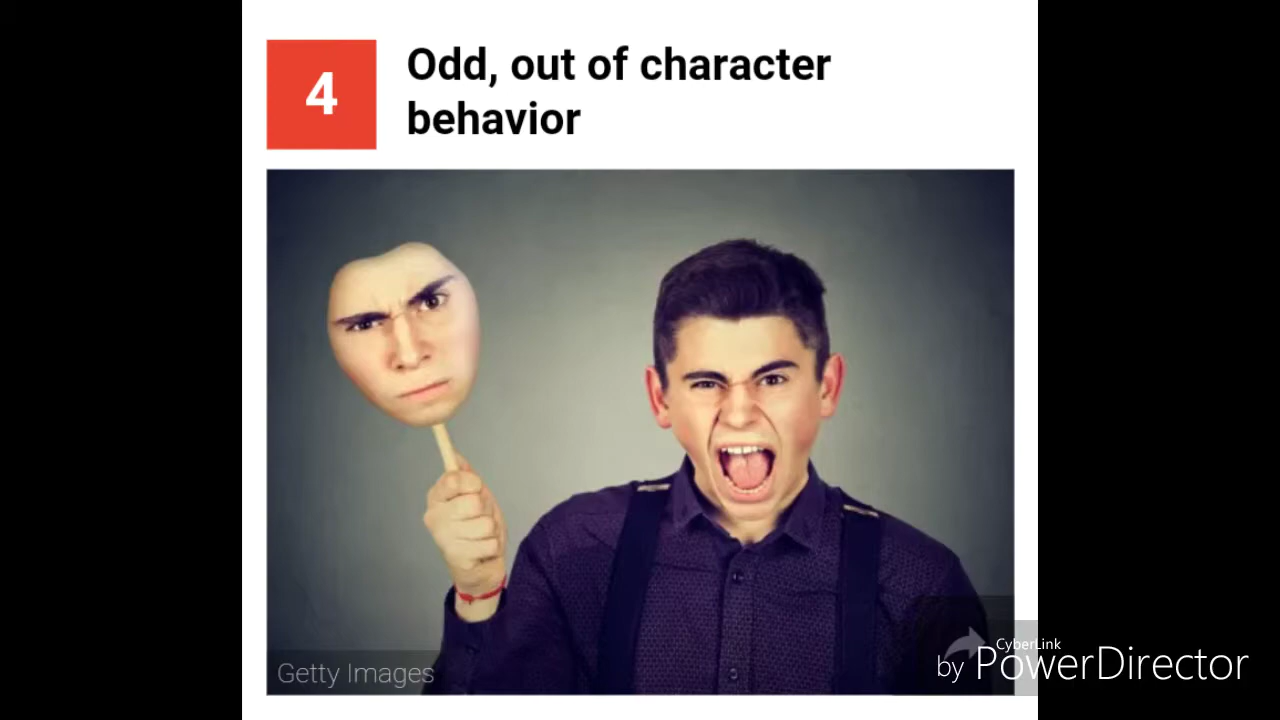 4
Odd, out of character
behavior
Getty Images
CyberLink
by PowerDirector